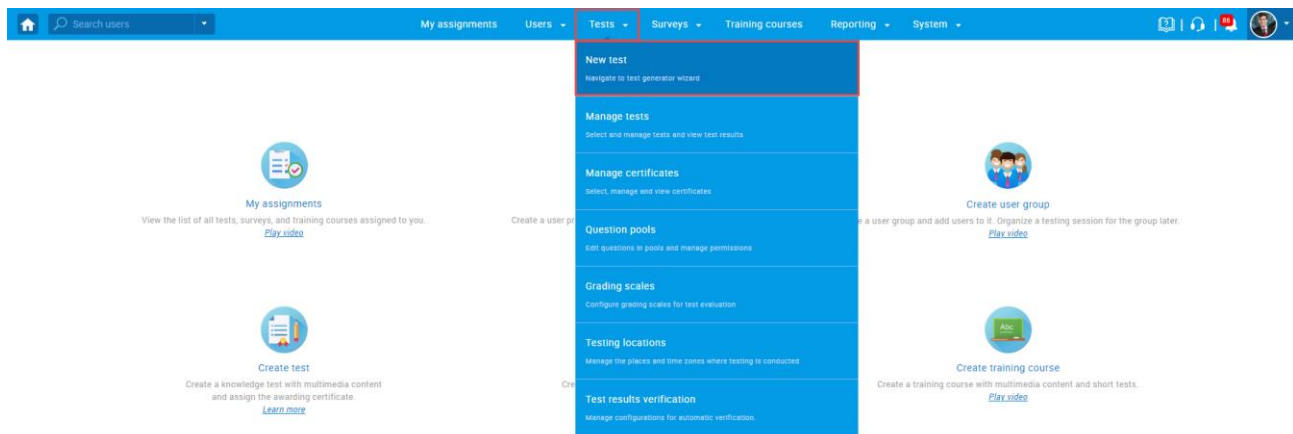 Search users
My assignments
Users
Tests
Surveys
Training courses
Reporting
System
86
New test
Navigate to test generator wizard
Manage tests
Select and manage tests and view test results
Manage certificates
Select, manage and view certificates
Question pools
Edit questions in pools and manage permissions
Grading scales
Configure grading scales for test evaluation
Testing locations
Manage the places and time zones where testing is conducted
Test results verification
Manage configurations for automatic verification.
My assignments
View the list of all tests, surveys, and training courses assigned to you.
Play video
Create a user pr
Create user group
e a user group and add users to it. Organize a testing session for the group later.
Play video
Create test
Create a knowledge test with multimedia content
and assign the awarding certificate.
Learn more
Cre
Abc
Create training course
Create a training course with multimedia content and short tests.
Play video